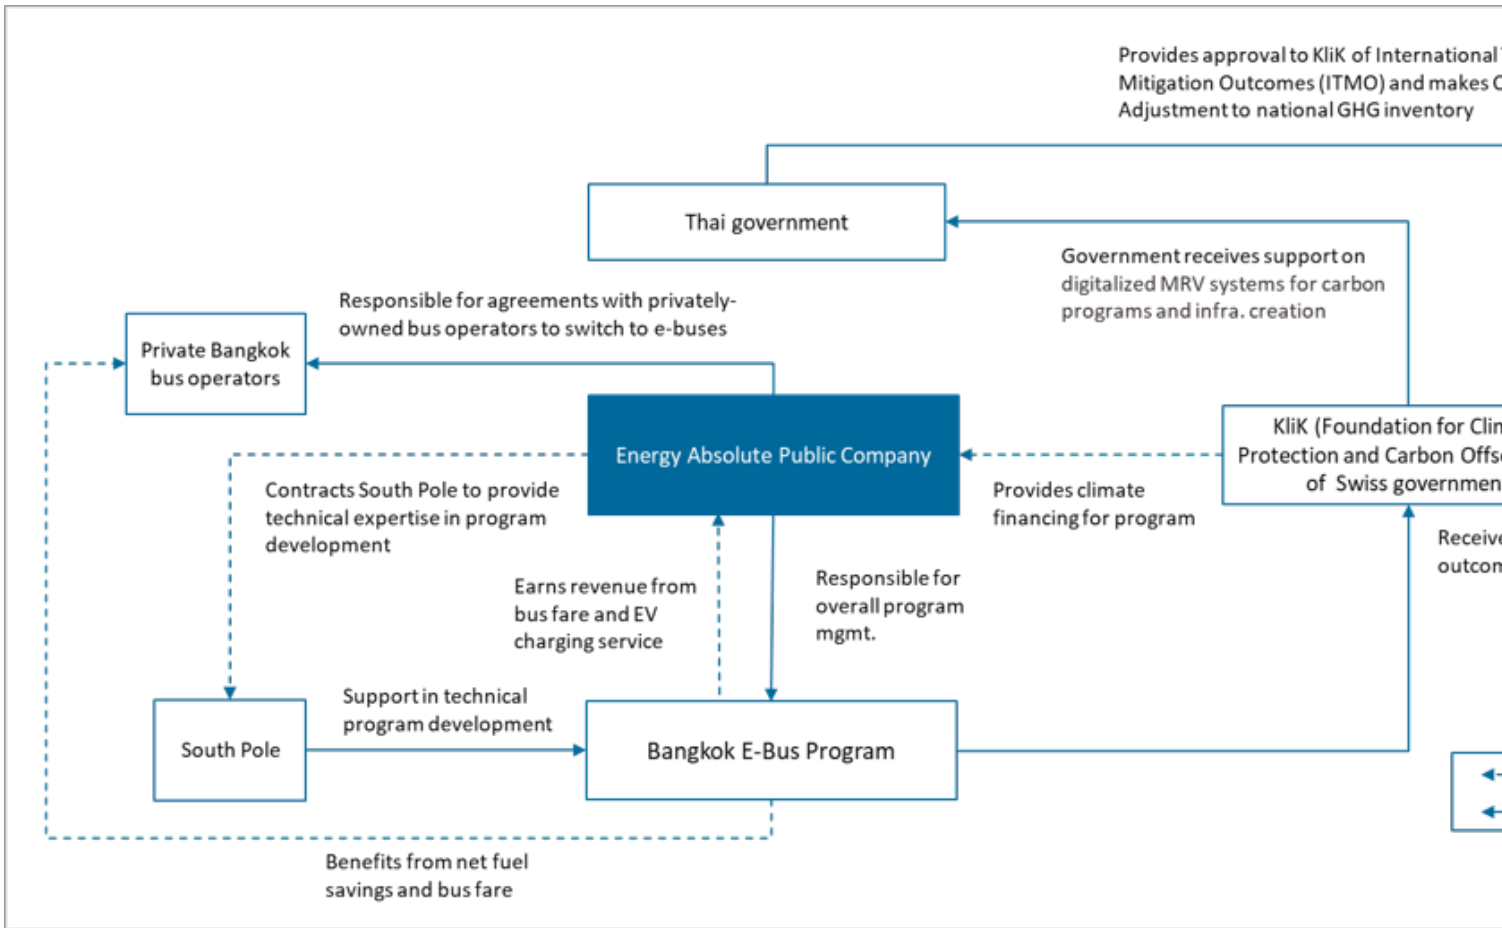 Provides approval to KliK of International
Mitigation Outcomes (ITMO) and makes
Adjustment to national GHG inventory
Thai government
Government receives support on
digitalized MRV systems for carbon
programs and infra. creation
Responsible for agreements with privately-
owned bus operators to switch to e-buses
Private Bangkok
bus operators
Energy Absolute Public Company
KliK (Foundation for
Protection and Carbon
of Swiss
Contracts South Pole to provide
technical expertise in program
development
Provides climate
financing for program
Earns revenue from
bus fare and EV
charging service
Responsible for
overall program
mgmt.
Support in technical
program development
South Pole
Bangkok E-Bus Program
Benefits from net fuel
savings and bus fare